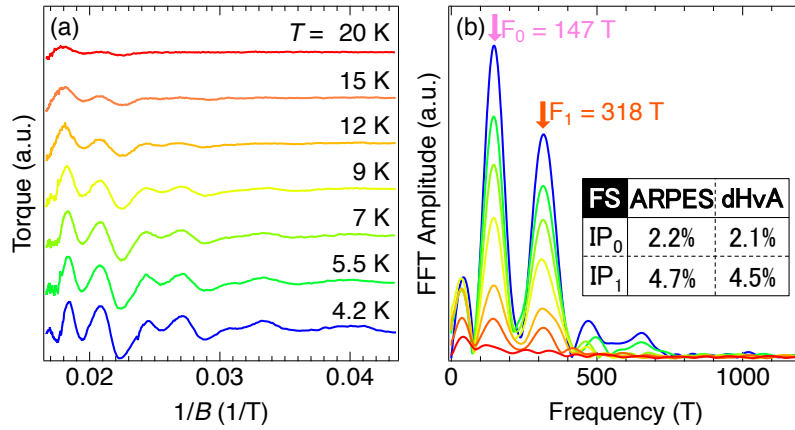 (a)
T = 20 K
15 K
12 K
9 K
7 K
5.5 K
4.2 K
Torque (a.u.)
0.02 0.03 0.04
1/B (1/T)
(b)
F₀ = 147 T
F₁ = 318 T
FS ARPES dHvA
IP₀ 2.2% 2.1%
IP₁ 4.7% 4.5%
FFT Amplitude (a.u.)
0 500 1000
Frequency (T)